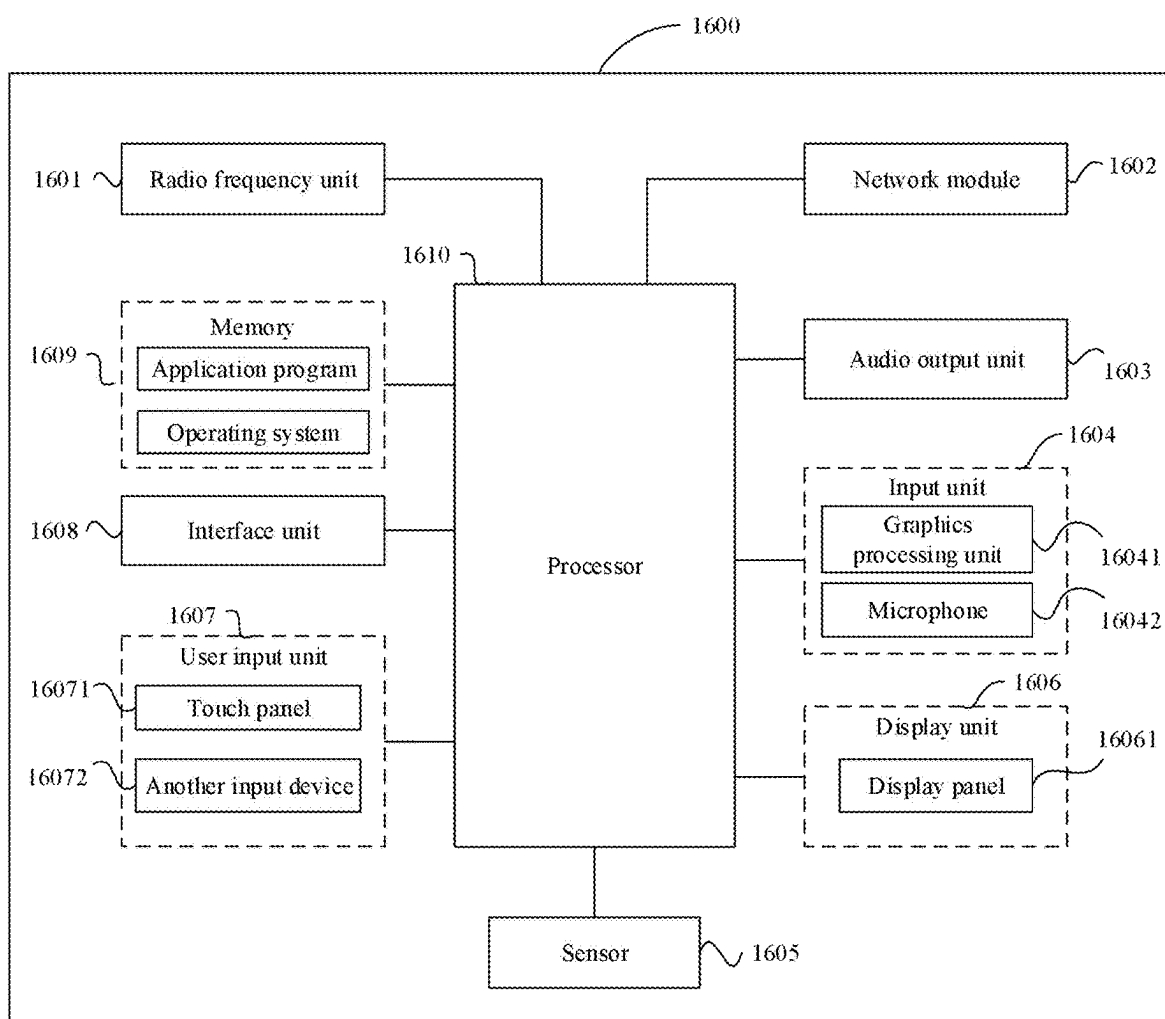 1600
1601
Radio frequency unit
Network module
1602
1610
Memory
1609
Application program
Operating system
Audio output unit
1603
1604
Input unit
Graphics
processing unit
16041
Microphone
16042
1608
Interface unit
Processor
1607
User input unit
16071
Touch panel
16072
Another input device
1606
Display unit
16061
Display panel
Sensor
1605